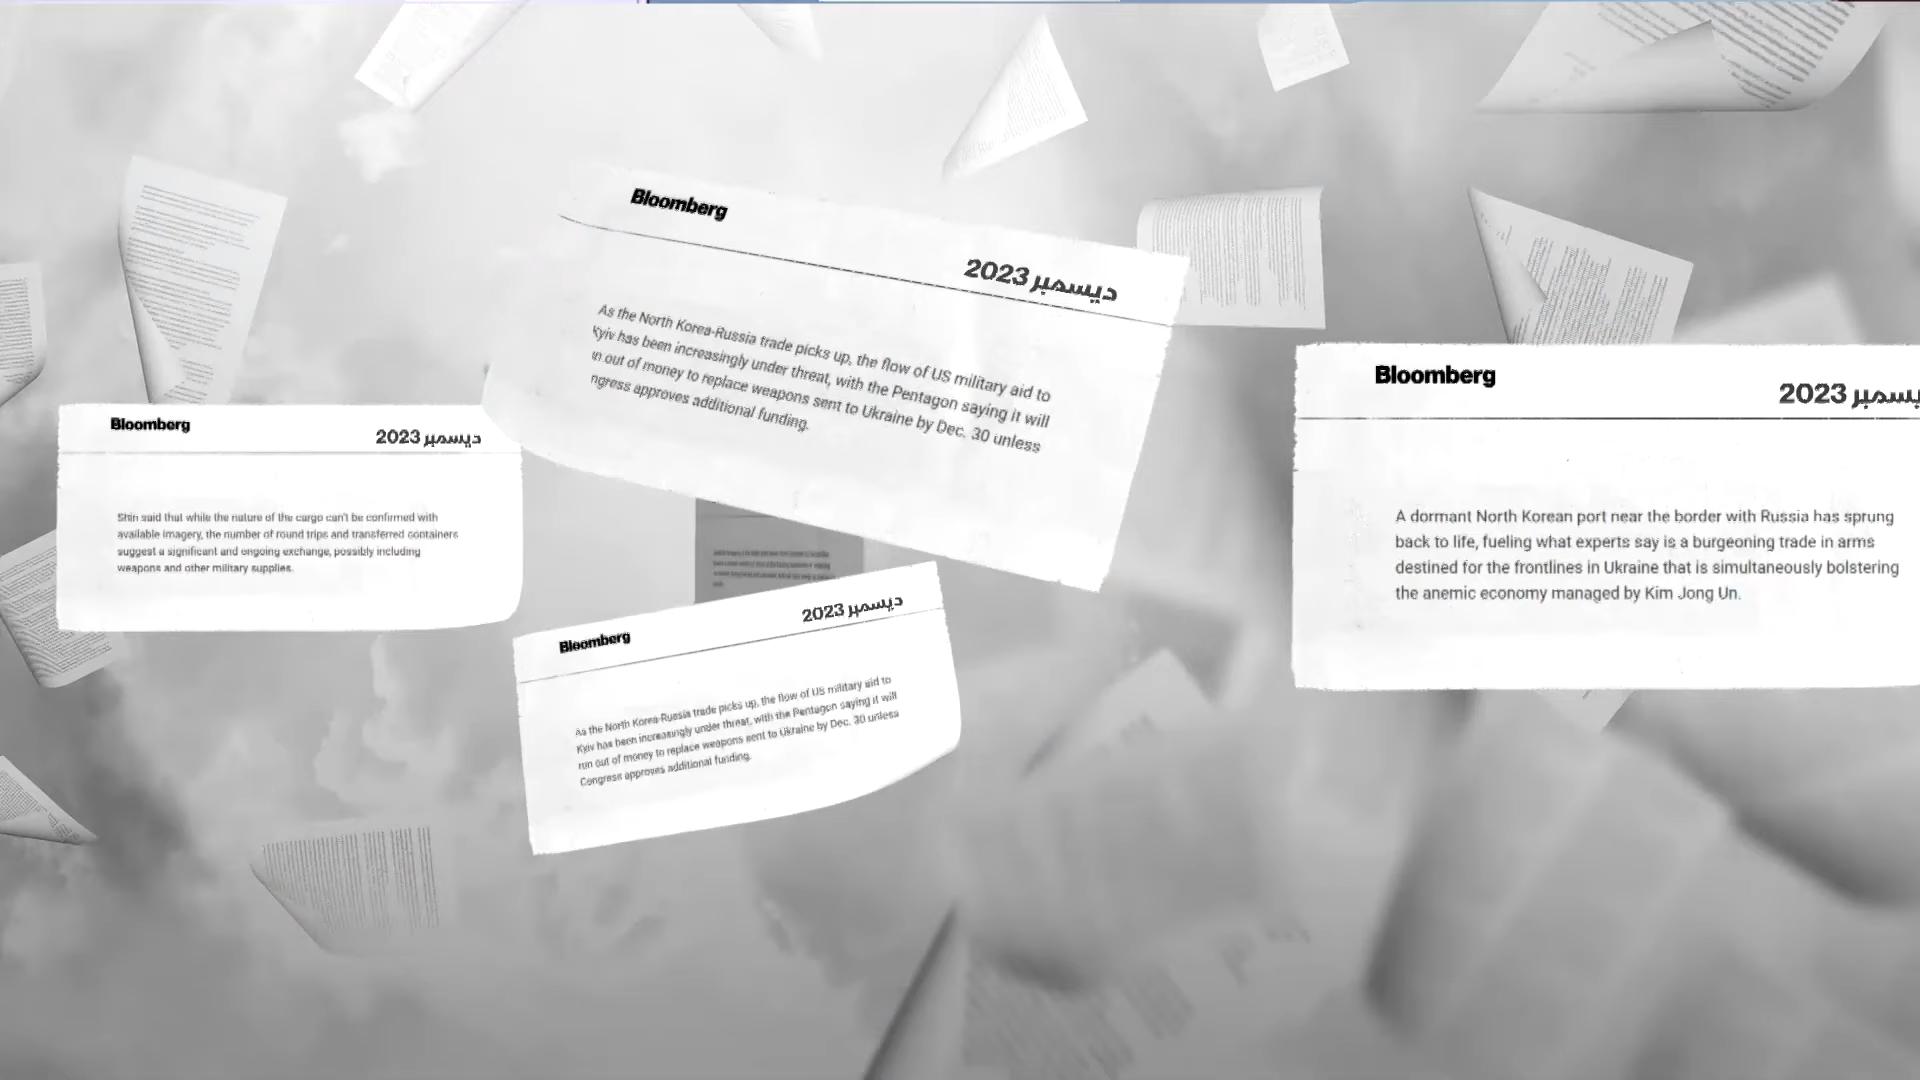 Bloomberg
ديسمبر 2023
As the North Korea-Russia trade picks up, the flow of US military aid to
Kyiv has been increasingly under threat, with the Pentagon saying it will
out of money to replace weapons sent to Ukraine by Dec. 30 unless
ngress approves additional funding.
Bloomberg
2023
A dormant North Korean port near the border with Russia has sprung
back to life, fueling what experts say is a burgeoning trade in arms
destined for the frontlines in Ukraine that is simultaneously bolstering
the anemic economy managed by Kim Jong Un.
Bloomberg
ديسمبر 2023
Shin said that while the nature of the cargo can't be confirmed with
available imagery, the number of round trips and transferred containers
suggest a significant and ongoing exchange, possibly including
weapons and other military supplies.
Bloomberg
ديسمبر 2023
As the North Korea-Russia trade picks up, the flow of US military aid to
Kyiv has been increasingly under threat, with the Pentagon saying it will
run out of money to replace weapons sent to Ukraine by Dec. 30 unless
Congress approves additional funding.